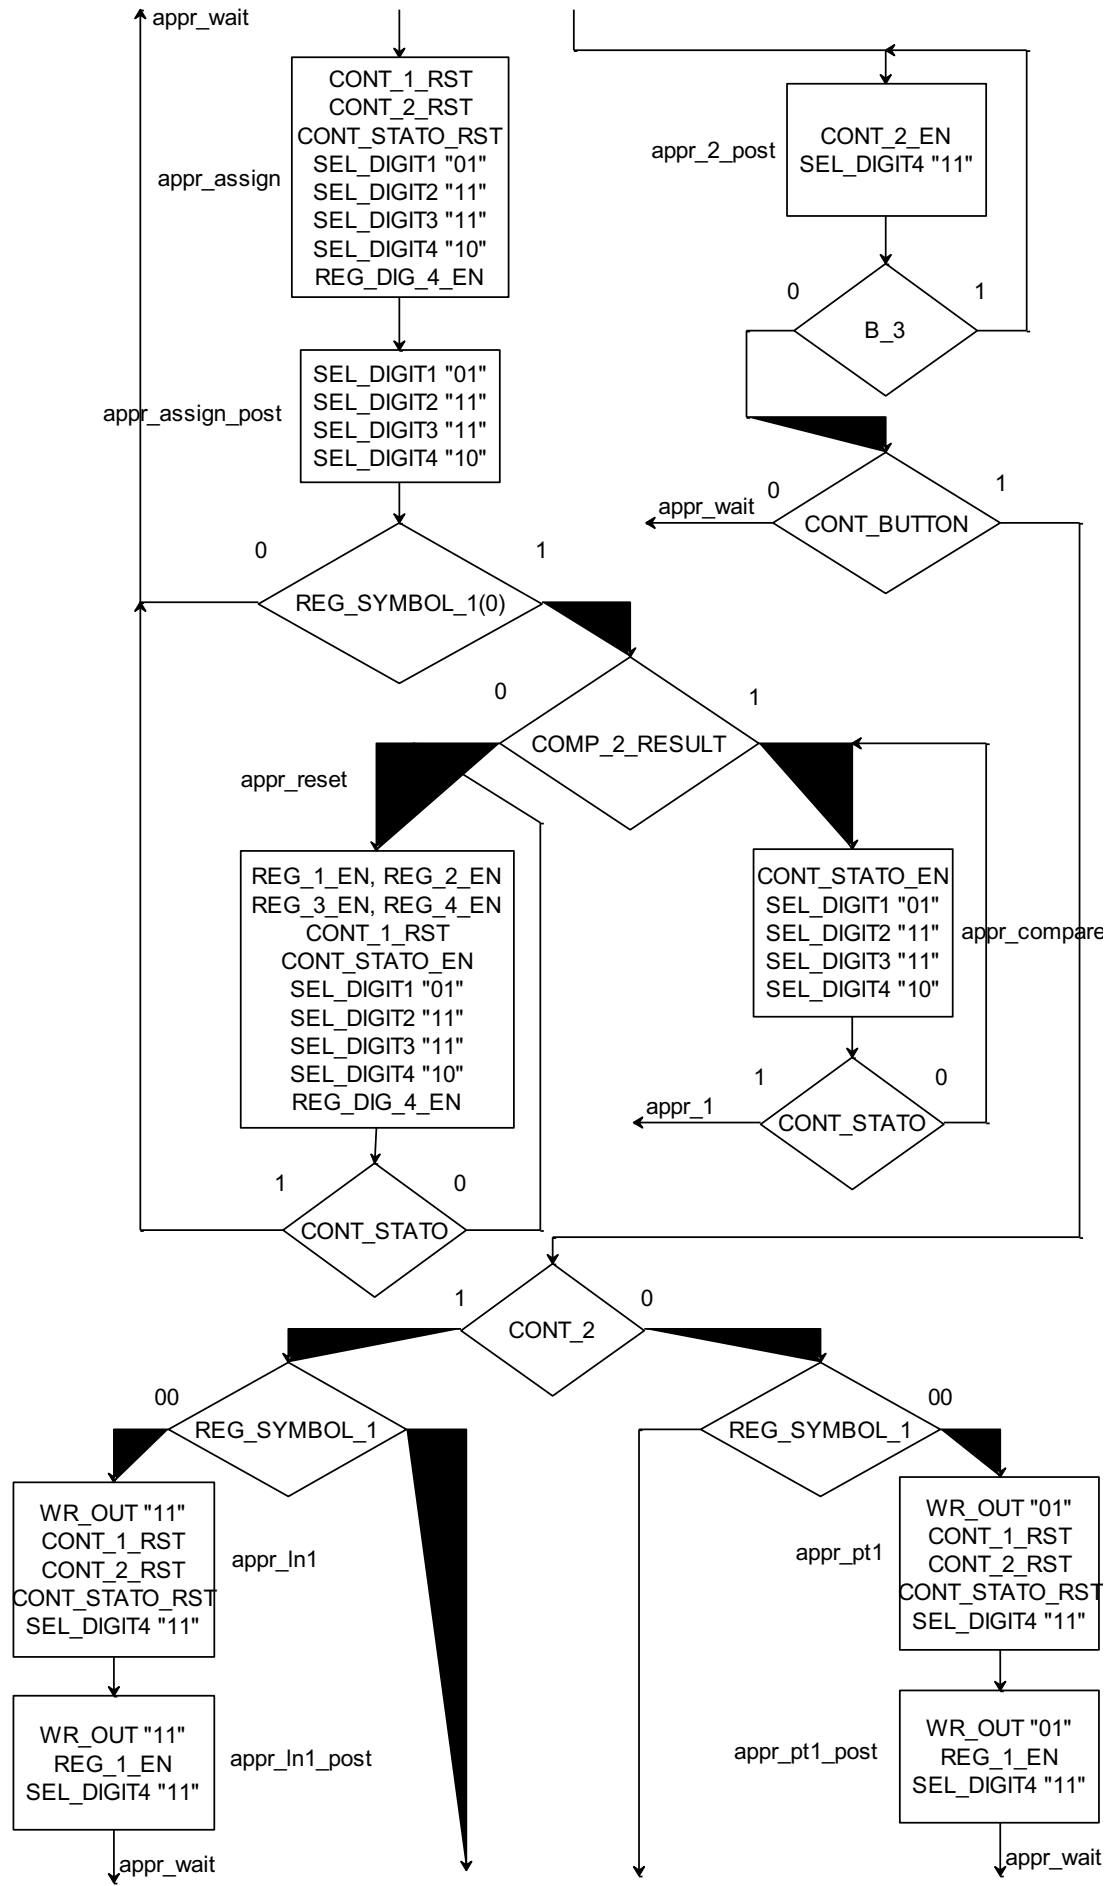 appr_wait
CONT_1_RST
CONT_2_RST
CONT_STATO_RST
SEL_DIGIT1 "01"
SEL_DIGIT2 "11"
SEL_DIGIT3 "11"
SEL_DIGIT4 "10"
REG_DIG_4_EN
appr_assign
SEL_DIGIT1 "01"
SEL_DIGIT2 "11"
SEL_DIGIT3 "11"
SEL_DIGIT4 "10"
appr_assign_post
CONT_2_EN
SEL_DIGIT4 "11"
appr_2_post
0
1
B_3
0
1
appr_wait
CONT_BUTTON
0
1
REG_SYMBOL_1(0)
0
1
COMP_2_RESULT
appr_reset
REG_1_EN, REG_2_EN
REG_3_EN, REG_4_EN
CONT_1_RST
CONT_STATO_EN
SEL_DIGIT1 "01"
SEL_DIGIT2 "11"
SEL_DIGIT3 "11"
SEL_DIGIT4 "10"
REG_DIG_4_EN
CONT_STATO_EN
SEL_DIGIT1 "01"
SEL_DIGIT2 "11"
SEL_DIGIT3 "11"
SEL_DIGIT4 "10"
appr_compare
1
0
appr_1
CONT_STATO
1
0
CONT_STATO
1
0
CONT_2
00
REG_SYMBOL_1
00
REG_SYMBOL_1
WR_OUT "11"
CONT_1_RST
CONT_2_RST
CONT_STATO_RST
SEL_DIGIT4 "11"
appr_ln1
WR_OUT "01"
CONT_1_RST
CONT_2_RST
CONT_STATO_RST
SEL_DIGIT4 "11"
appr_pt1
WR_OUT "11"
REG_1_EN
SEL_DIGIT4 "11"
appr_ln1_post
WR_OUT "01"
REG_1_EN
SEL_DIGIT4 "11"
appr_pt1_post
appr_wait
appr_wait